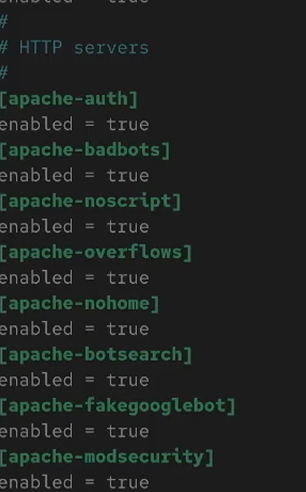 enabled = true
#
# HTTP servers
#
[apache-auth]
enabled = true
[apache-badbots]
enabled = true
[apache-noscript]
enabled = true
[apache-overflows]
enabled = true
[apache-nohome]
enabled = true
[apache-botsearch]
enabled = true
[apache-fakegooglebot]
enabled = true
[apache-modsecurity]
enabled = true